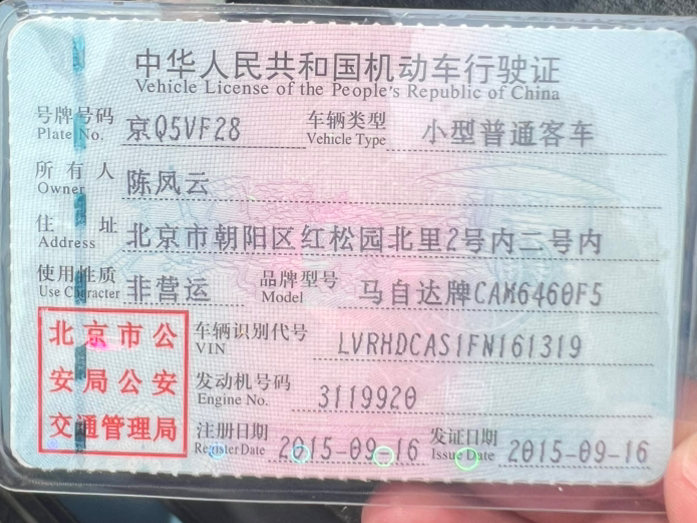 中华人民共和国机动车行驶证
Vehicle License of the People's Republic of China
号牌号码 京Q5VF28 车辆类型 小型普通客车
Plate No. Vehicle Type
所有人 陈凤云
Owner
住址 北京市朝阳区红松园北里2号内二号内
Address
使用性质 非营运 品牌型号 马自达牌CAM6460F5
Use Character Model
北京市公
安局公安
交通管理局
车辆识别代号 LVRHDCAS1FN161319
VIN
发动机号码 3119920
Engine No.
注册日期 2015-09-16 发证日期 2015-09-16
Register Date Issue Date